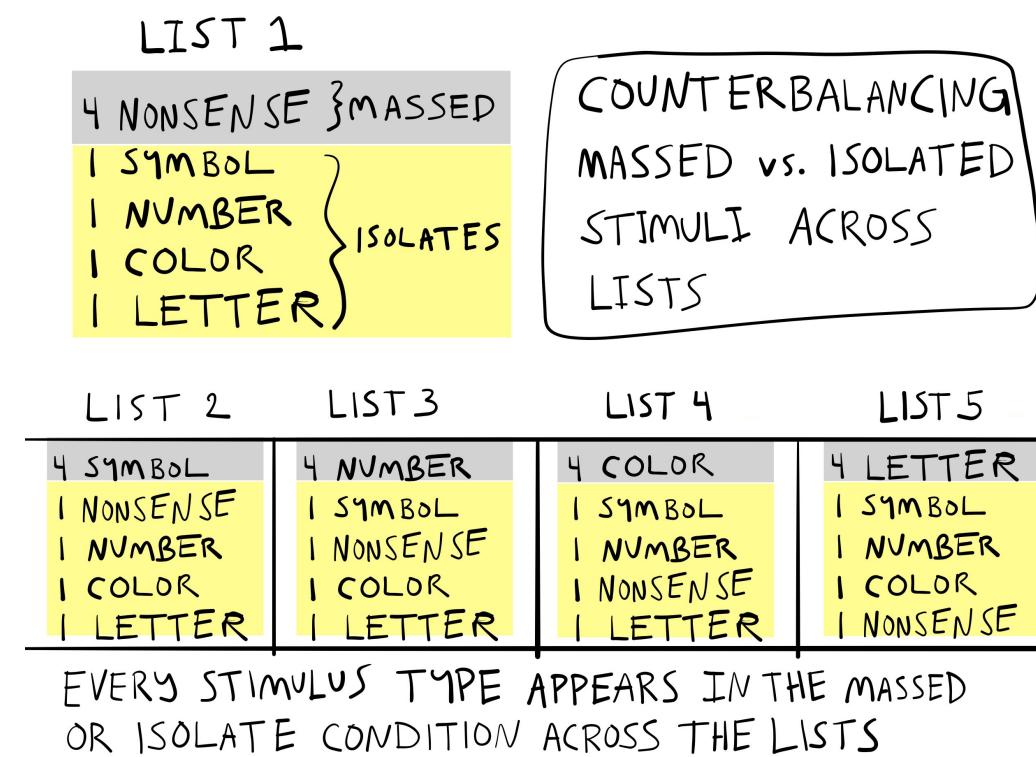 LIST 1
4 NONSENSE }MASSED
1 SYMBOL
1 NUMBER
1 COLOR
1 LETTER
ISOLATES
COUNTERBALANCING
MASSED vs. ISOLATED
STIMULI ACROSS
LISTS
LIST 2
4 SYMBOL
1 NONSENSE
1 NUMBER
1 COLOR
1 LETTER
LIST 3
4 NUMBER
1 SYMBOL
1 NONSENSE
1 COLOR
1 LETTER
LIST 4
4 COLOR
1 SYMBOL
1 NUMBER
1 NONSENSE
1 LETTER
LIST 5
4 LETTER
1 SYMBOL
1 NUMBER
1 COLOR
1 NONSENSE
EVERY STIMULUS TYPE APPEARS IN THE MASSED
OR ISOLATE CONDITION ACROSS THE LISTS